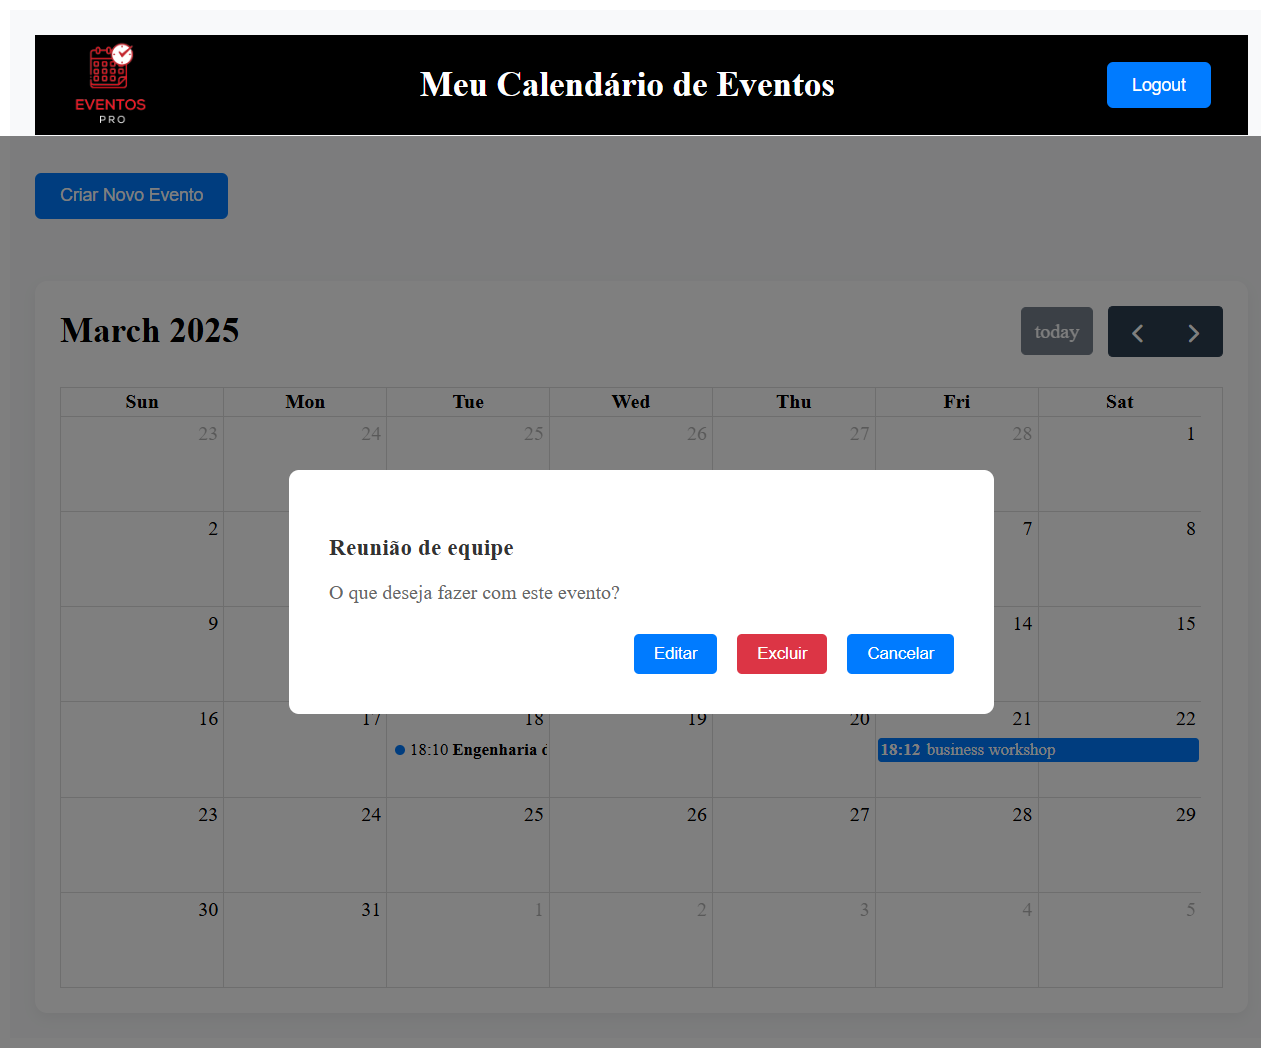 EVENTOS
PRO
Meu Calendário de Eventos
Logout
Criar Novo Evento
March 2025
today
Sun Mon Tue Wed Thu Fri Sat
23 24 25 26 27 28 1
2 7 8
Reunião de equipe
O que deseja fazer com este evento?
9 14 15
Editar Excluir Cancelar
16 17 18 19 20 21 22
18:10 Engenharia d
18:12 business workshop
23 24 25 26 27 28 29
30 31 1 2 3 4 5